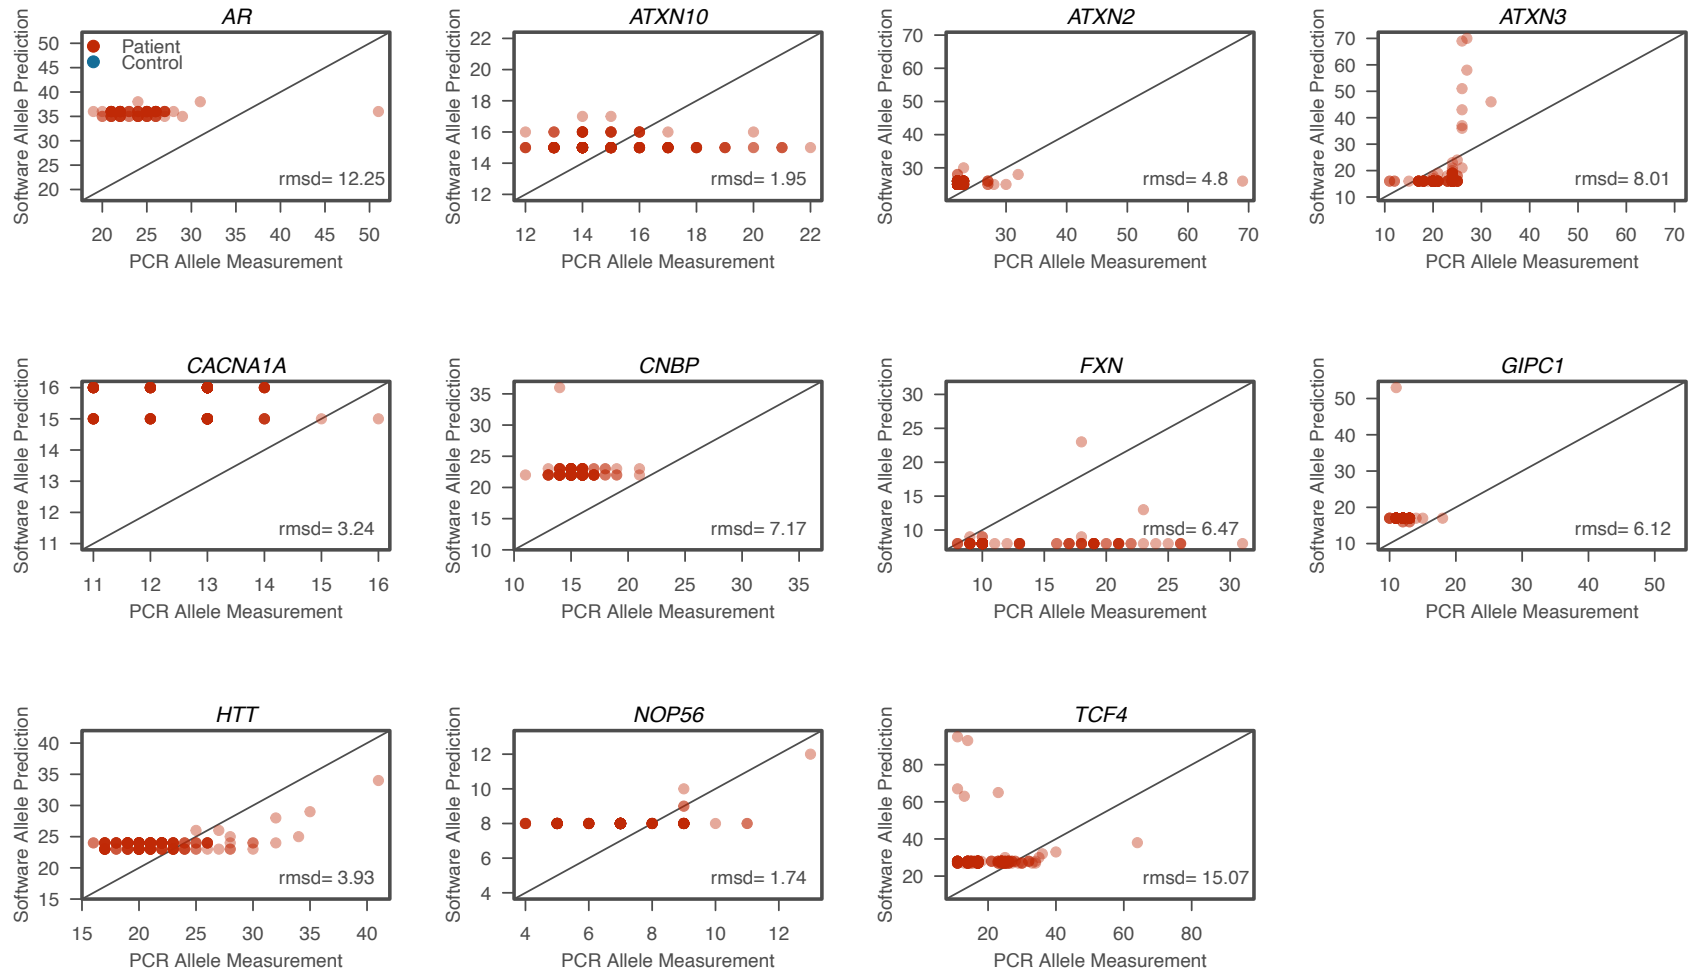 AR
Software Allele Prediction
50
45
40
35
30
25
20
Patient
Control
rmsd= 12.25
20 25 30 35 40 45 50
PCR Allele Measurement
ATXN10
Software Allele Prediction
22
20
18
16
14
12
rmsd= 1.95
12 14 16 18 20 22
PCR Allele Measurement
ATXN2
Software Allele Prediction
70
60
50
40
30
rmsd= 4.8
30 40 50 60 70
PCR Allele Measurement
ATXN3
Software Allele Prediction
70
60
50
40
30
20
10
rmsd= 8.01
10 20 30 40 50 60 70
PCR Allele Measurement
CACNA1A
Software Allele Prediction
16
15
14
13
12
11
rmsd= 3.24
11 12 13 14 15 16
PCR Allele Measurement
CNBP
Software Allele Prediction
35
30
25
20
15
10
rmsd= 7.17
10 15 20 25 30 35
PCR Allele Measurement
FXN
Software Allele Prediction
30
25
20
15
10
rmsd= 6.47
10 15 20 25 30
PCR Allele Measurement
GIPC1
Software Allele Prediction
50
40
30
20
10
rmsd= 6.12
10 20 30 40 50
PCR Allele Measurement
HTT
Software Allele Prediction
40
35
30
25
20
15
rmsd= 3.93
15 20 25 30 35 40
PCR Allele Measurement
NOP56
Software Allele Prediction
12
10
8
6
4
rmsd= 1.74
4 6 8 10 12
PCR Allele Measurement
TCF4
Software Allele Prediction
80
60
40
20
rmsd= 15.07
20 40 60 80
PCR Allele Measurement